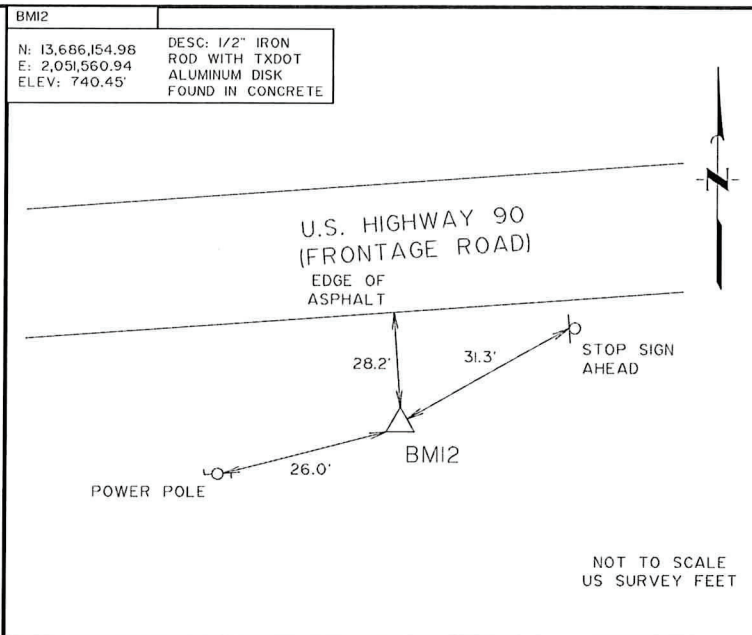 BM12
N: 13,686,154.98
E: 2,051,560.94
ELEV: 740.45'
DESC: 1/2" IRON
ROD WITH TXDOT
ALUMINUM DISK
FOUND IN CONCRETE
N
U.S. HIGHWAY 90
(FRONTAGE ROAD)
EDGE OF
ASPHALT
28.2'
31.3'
STOP SIGN
AHEAD
BM12
26.0'
POWER POLE
NOT TO SCALE
US SURVEY FEET